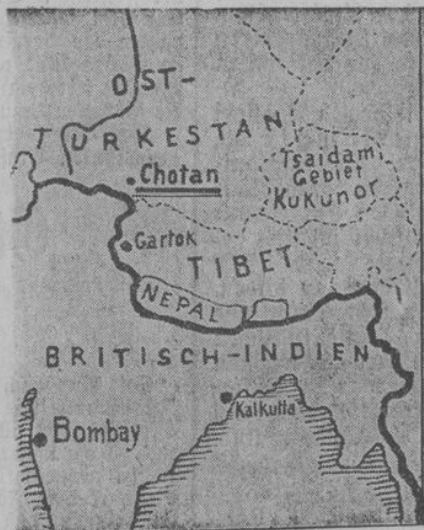 OST-
TURKESTAN
Chotan
Tsaidam
Gebiet
Kukunor
Gartok
TIBET
NEPAL
BRITISCH-INDIEN
Kalkutta
Bombay